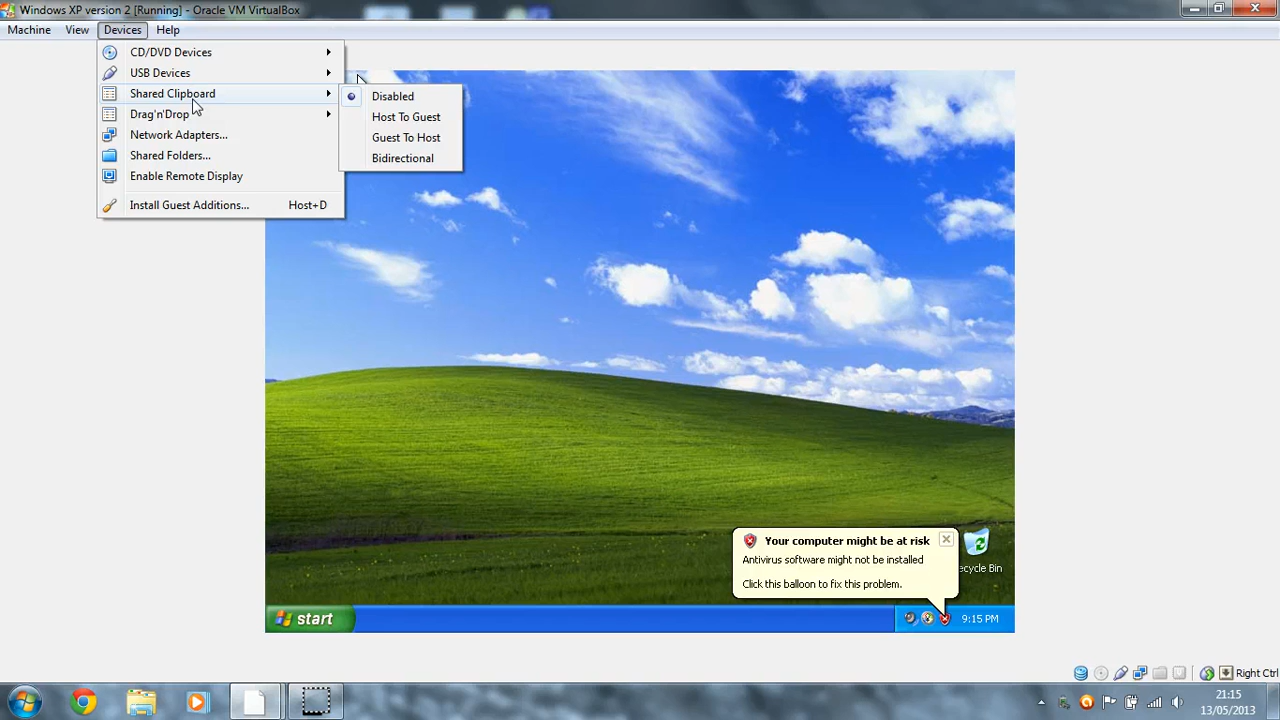 Windows XP version 2 [Running] - Oracle VM VirtualBox
Machine View Devices Help
CD/DVD Devices
USB Devices
Shared Clipboard
Drag'n'Drop
Network Adapters...
Shared Folders...
Enable Remote Display
Install Guest Additions... Host+D
Disabled
Host To Guest
Guest To Host
Bidirectional
Your computer might be at risk
Antivirus software might not be installed
Click this balloon to fix this problem.
ecycle Bin
start
9:15 PM
Right Ctrl
21:15
13/05/2013